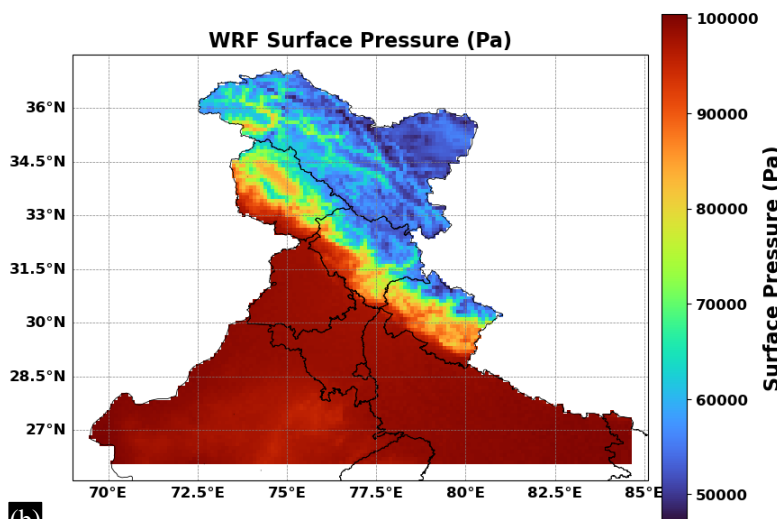 WRF Surface Pressure (Pa)
36°N
34.5°N
33°N
31.5°N
30°N
28.5°N
27°N
70°E
72.5°E
75°E
77.5°E
80°E
82.5°E
85°E
100000
90000
80000
70000
60000
50000
Surface Pressure (Pa)
(b)